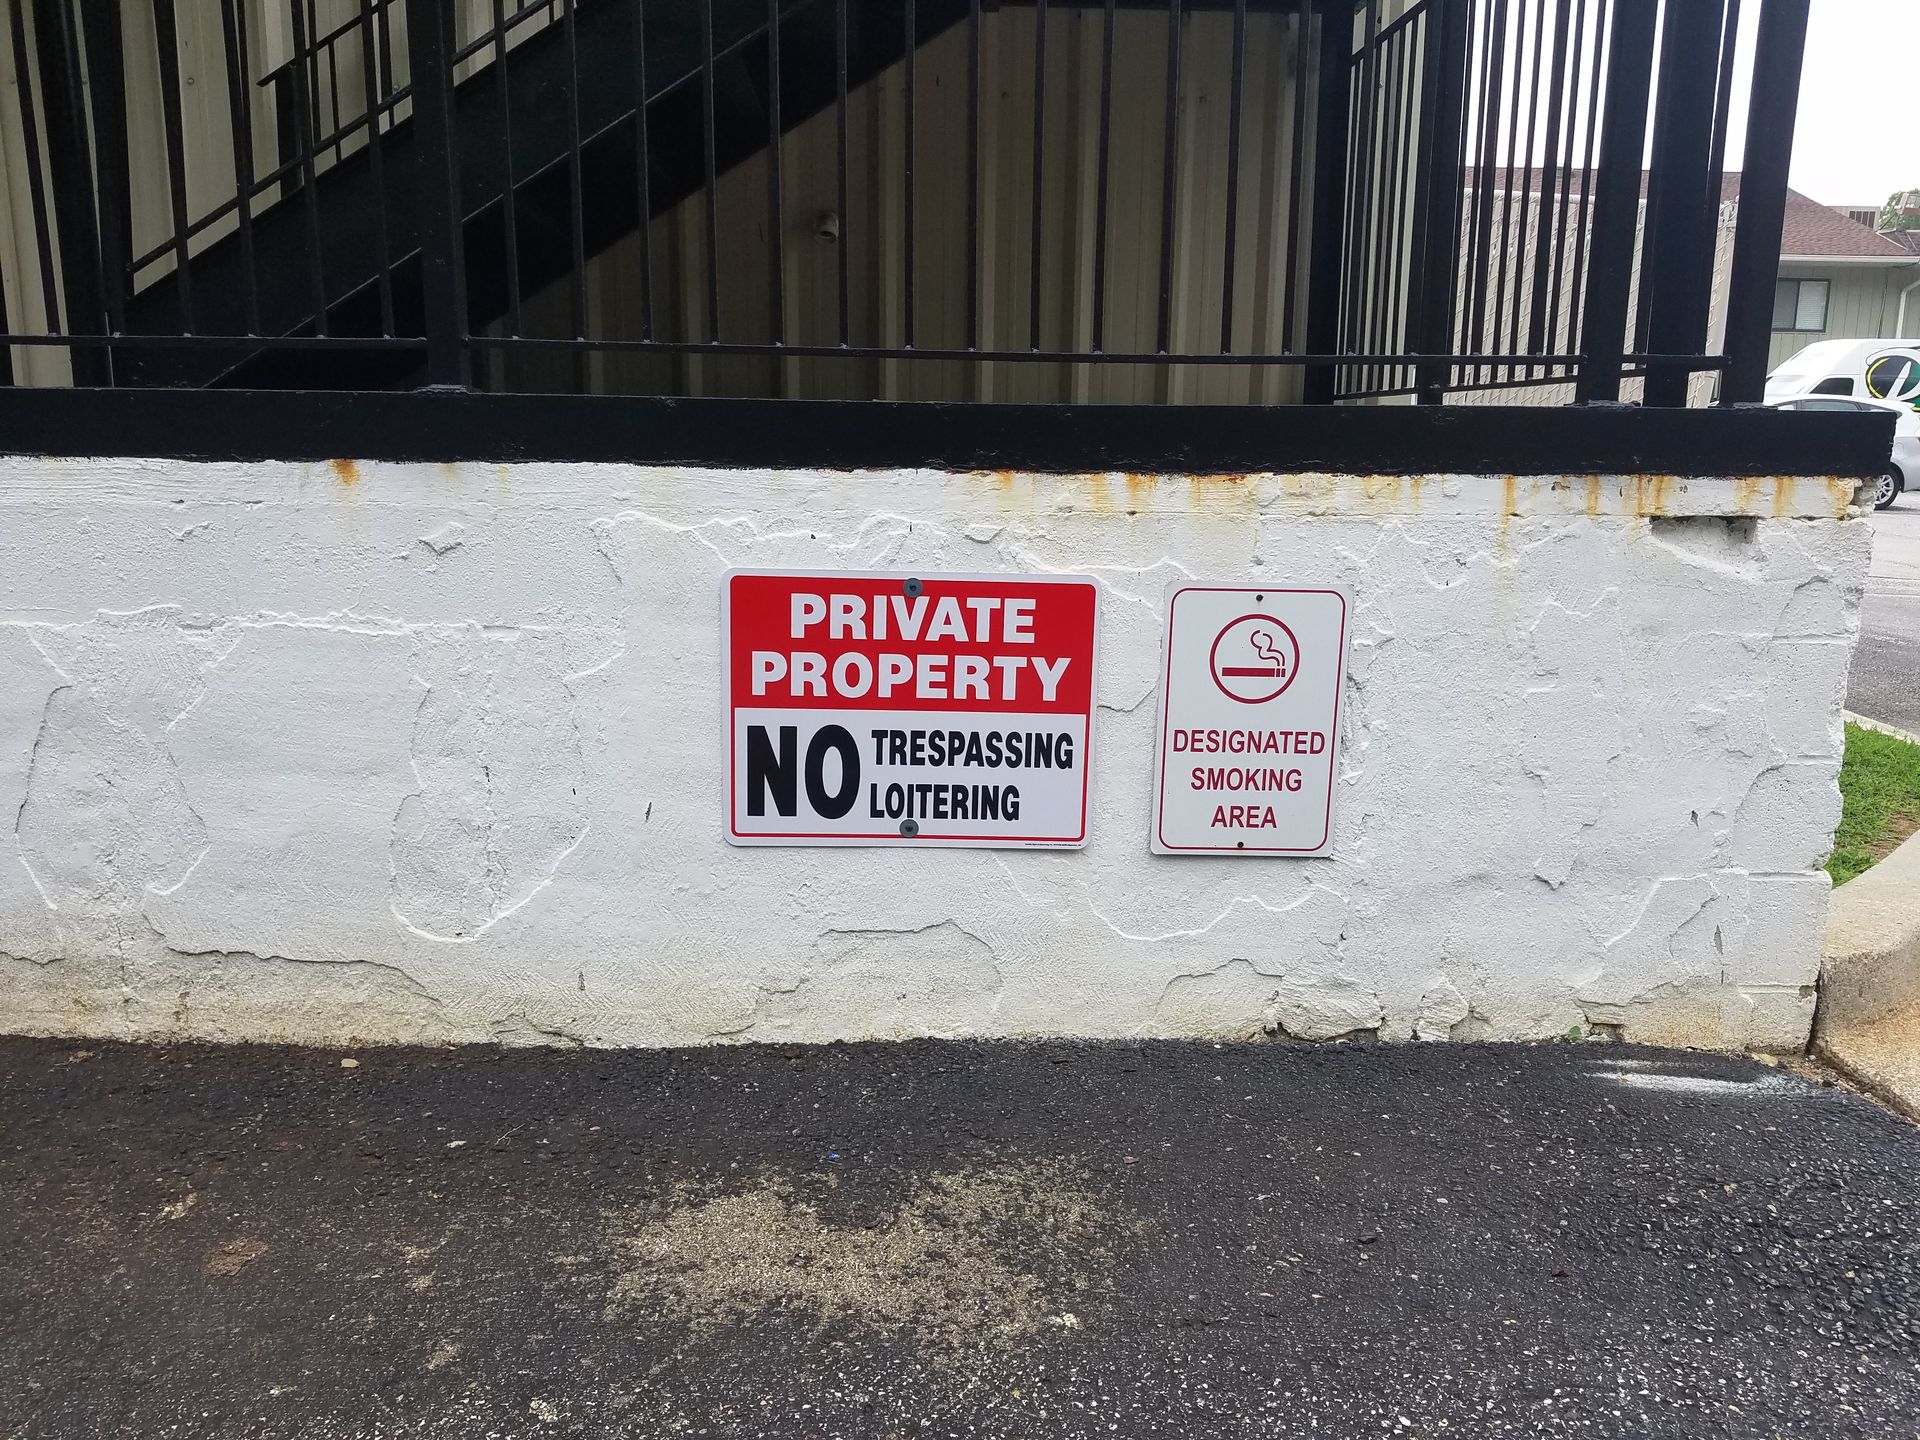 PRIVATE
PROPERTY
NO TRESPASSING
LOITERING
DESIGNATED
SMOKING
AREA